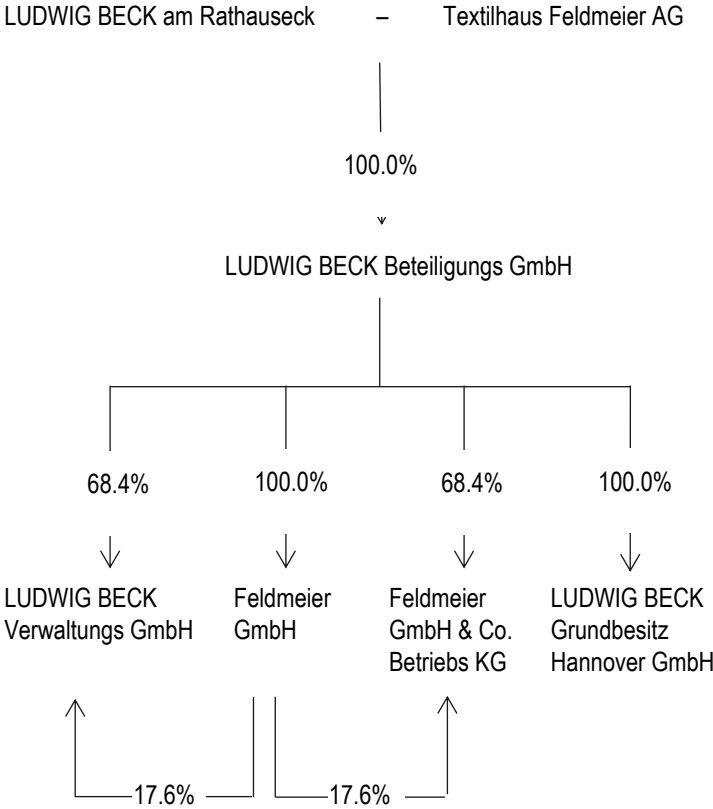 LUDWIG BECK am Rathauseck – Textilhaus Feldmeier AG
100.0%
LUDWIG BECK Beteiligungs GmbH
68.4% 100.0% 68.4% 100.0%
LUDWIG BECK
Verwaltungs GmbH
Feldmeier
GmbH
Feldmeier
GmbH & Co.
Betriebs KG
LUDWIG BECK
Grundbesitz
Hannover GmbH
17.6% 17.6%